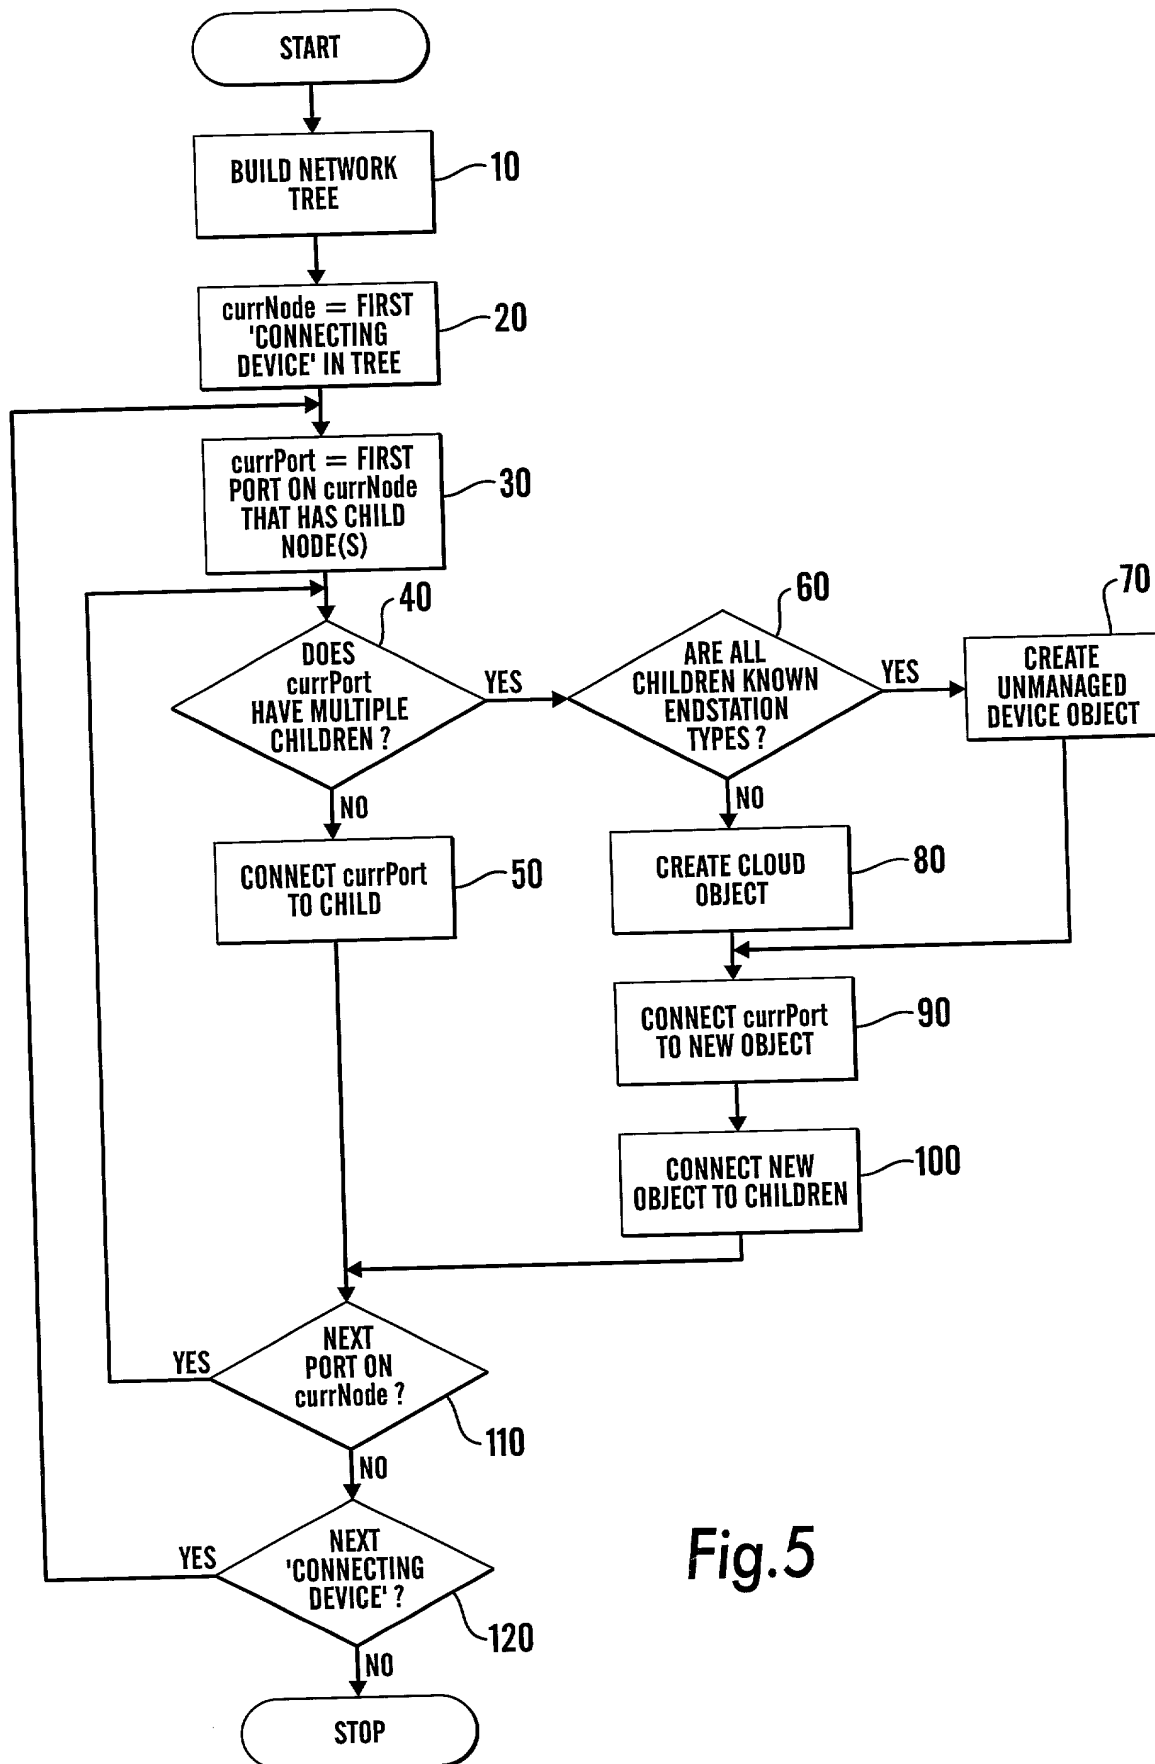 START
BUILD NETWORK
TREE
10
currNode = FIRST
'CONNECTING
DEVICE' IN TREE
20
currPort = FIRST
PORT ON currNode
THAT HAS CHILD
NODE(S)
30
DOES
currPort
HAVE MULTIPLE
CHILDREN ?
40
YES
ARE ALL
CHILDREN KNOWN
ENDSTATION
TYPES ?
60
YES
CREATE
UNMANAGED
DEVICE OBJECT
70
NO
NO
CONNECT currPort
TO CHILD
50
CREATE CLOUD
OBJECT
80
CONNECT currPort
TO NEW OBJECT
90
CONNECT NEW
OBJECT TO CHILDREN
100
NEXT
PORT ON
currNode ?
YES
110
NO
NEXT
'CONNECTING
DEVICE' ?
YES
120
NO
STOP
Fig.5